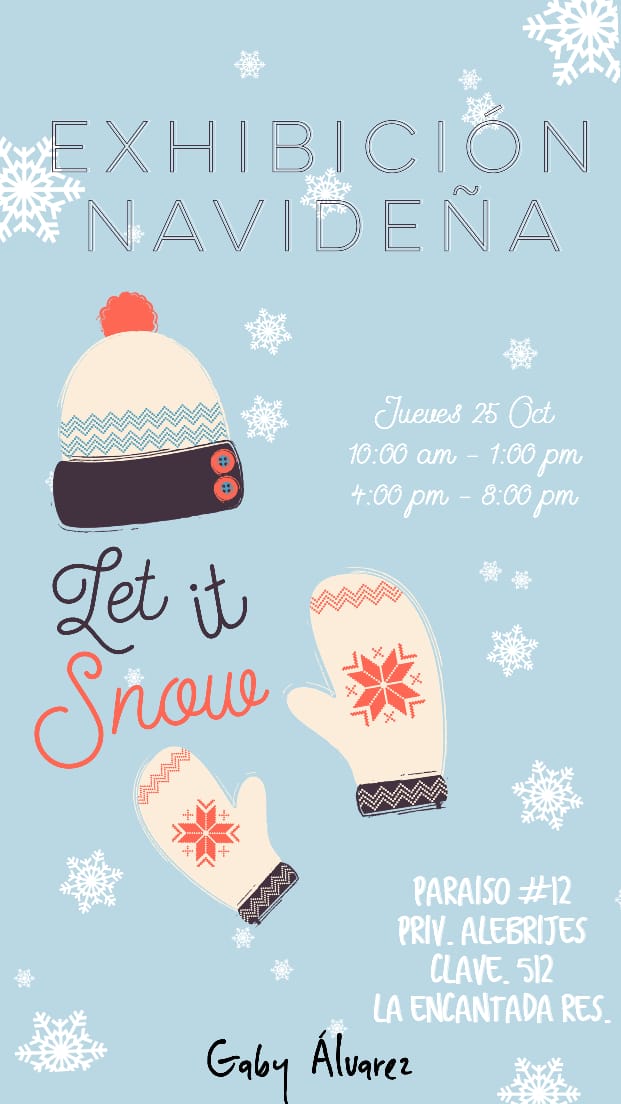 EXHIBICIÓN
NAVIDEÑA
Jueves 25 Oct
10:00 am - 1:00 pm
4:00 pm - 8:00 pm
Let it
Snow
PARAISO #12
PRIV. ALEBRIJES
CLAVE. 512
LA ENCANTADA RES.
Gaby Álvarez